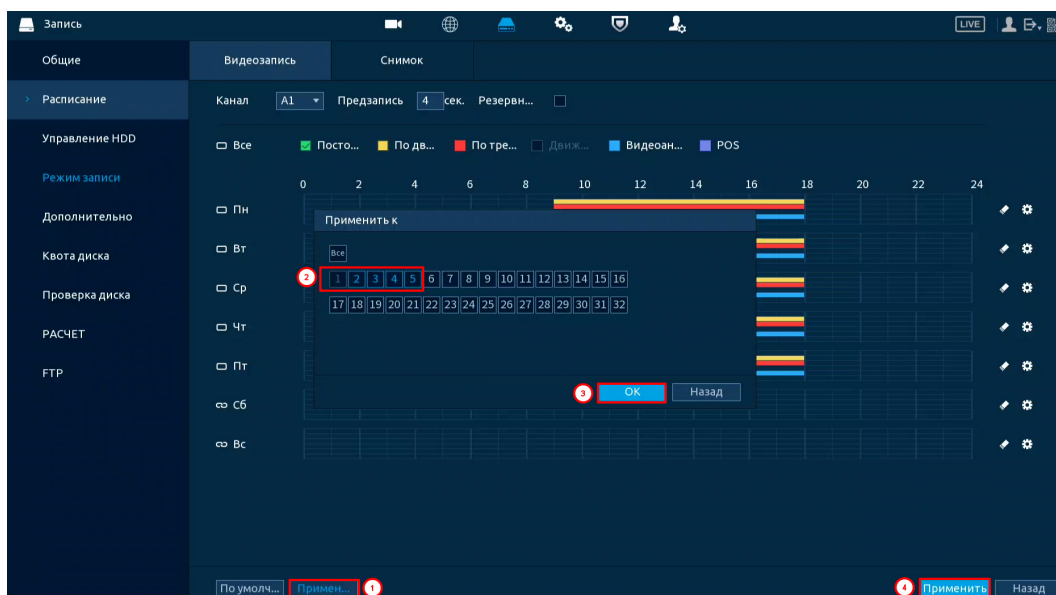 Запись LIVE
Общие
Расписание
Управление HDD
Режим записи
Дополнительно
Квота диска
Проверка диска
РАСЧЕТ
FTP
Видеозапись Снимок
Канал A1 Предзапись 4 сек. Резервн...
Все Посто... По дв... По тре... Движ... Видеоан... POS
0 2 4 6 8 10 12 14 16 18 20 22 24
Пн
Вт
Ср
Чт
Пт
Сб
Вс
Применить к
Все
2 1 2 3 4 5 6 7 8 9 10 11 12 13 14 15 16
17 18 19 20 21 22 23 24 25 26 27 28 29 30 31 32
3 OK Назад
По умолч... Примен... 1 4 Применить Назад